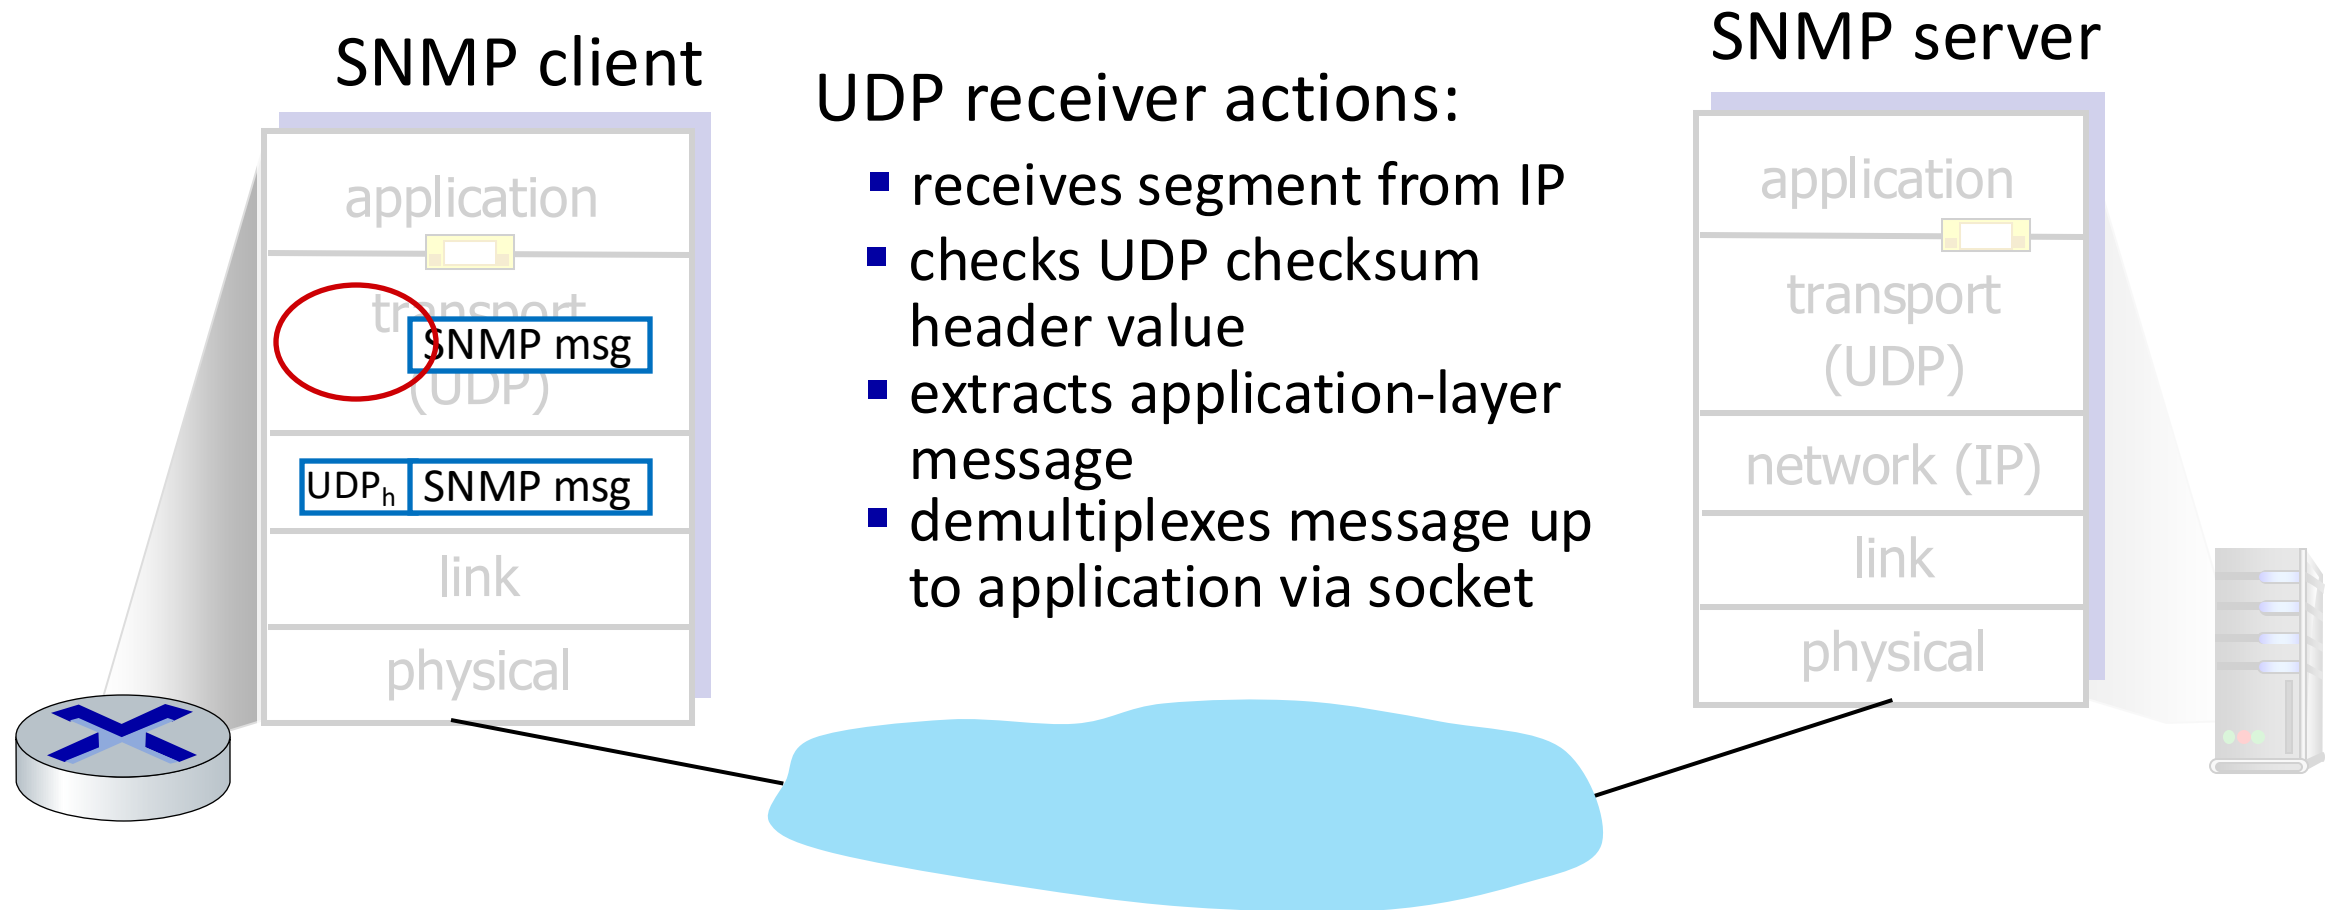 SNMP client
SNMP server
UDP receiver actions:
▪ receives segment from IP
▪ checks UDP checksum
header value
▪ extracts application-layer
message
▪ demultiplexes message up
to application via socket
application
transport
SNMP msg
(UDP)
UDPh SNMP msg
link
physical
application
transport
(UDP)
network (IP)
link
physical